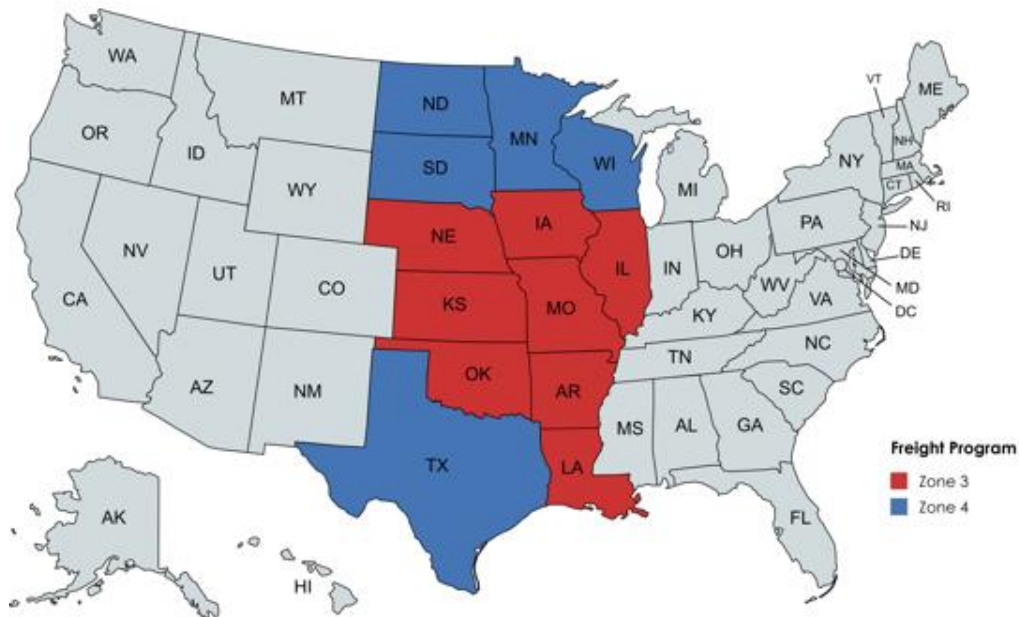 WA
MT
ND
MN
VT
ME
OR
ID
SD
WI
NY
NH
MA
WY
MI
CT
RI
NE
IA
PA
NJ
NV
OH
DE
UT
IL
IN
CA
CO
WV
MD
KS
MO
VA
DC
KY
NC
AZ
OK
TN
NM
AR
SC
MS
AL
GA
Freight Program
TX
LA
Zone 3
Zone 4
AK
FL
HI